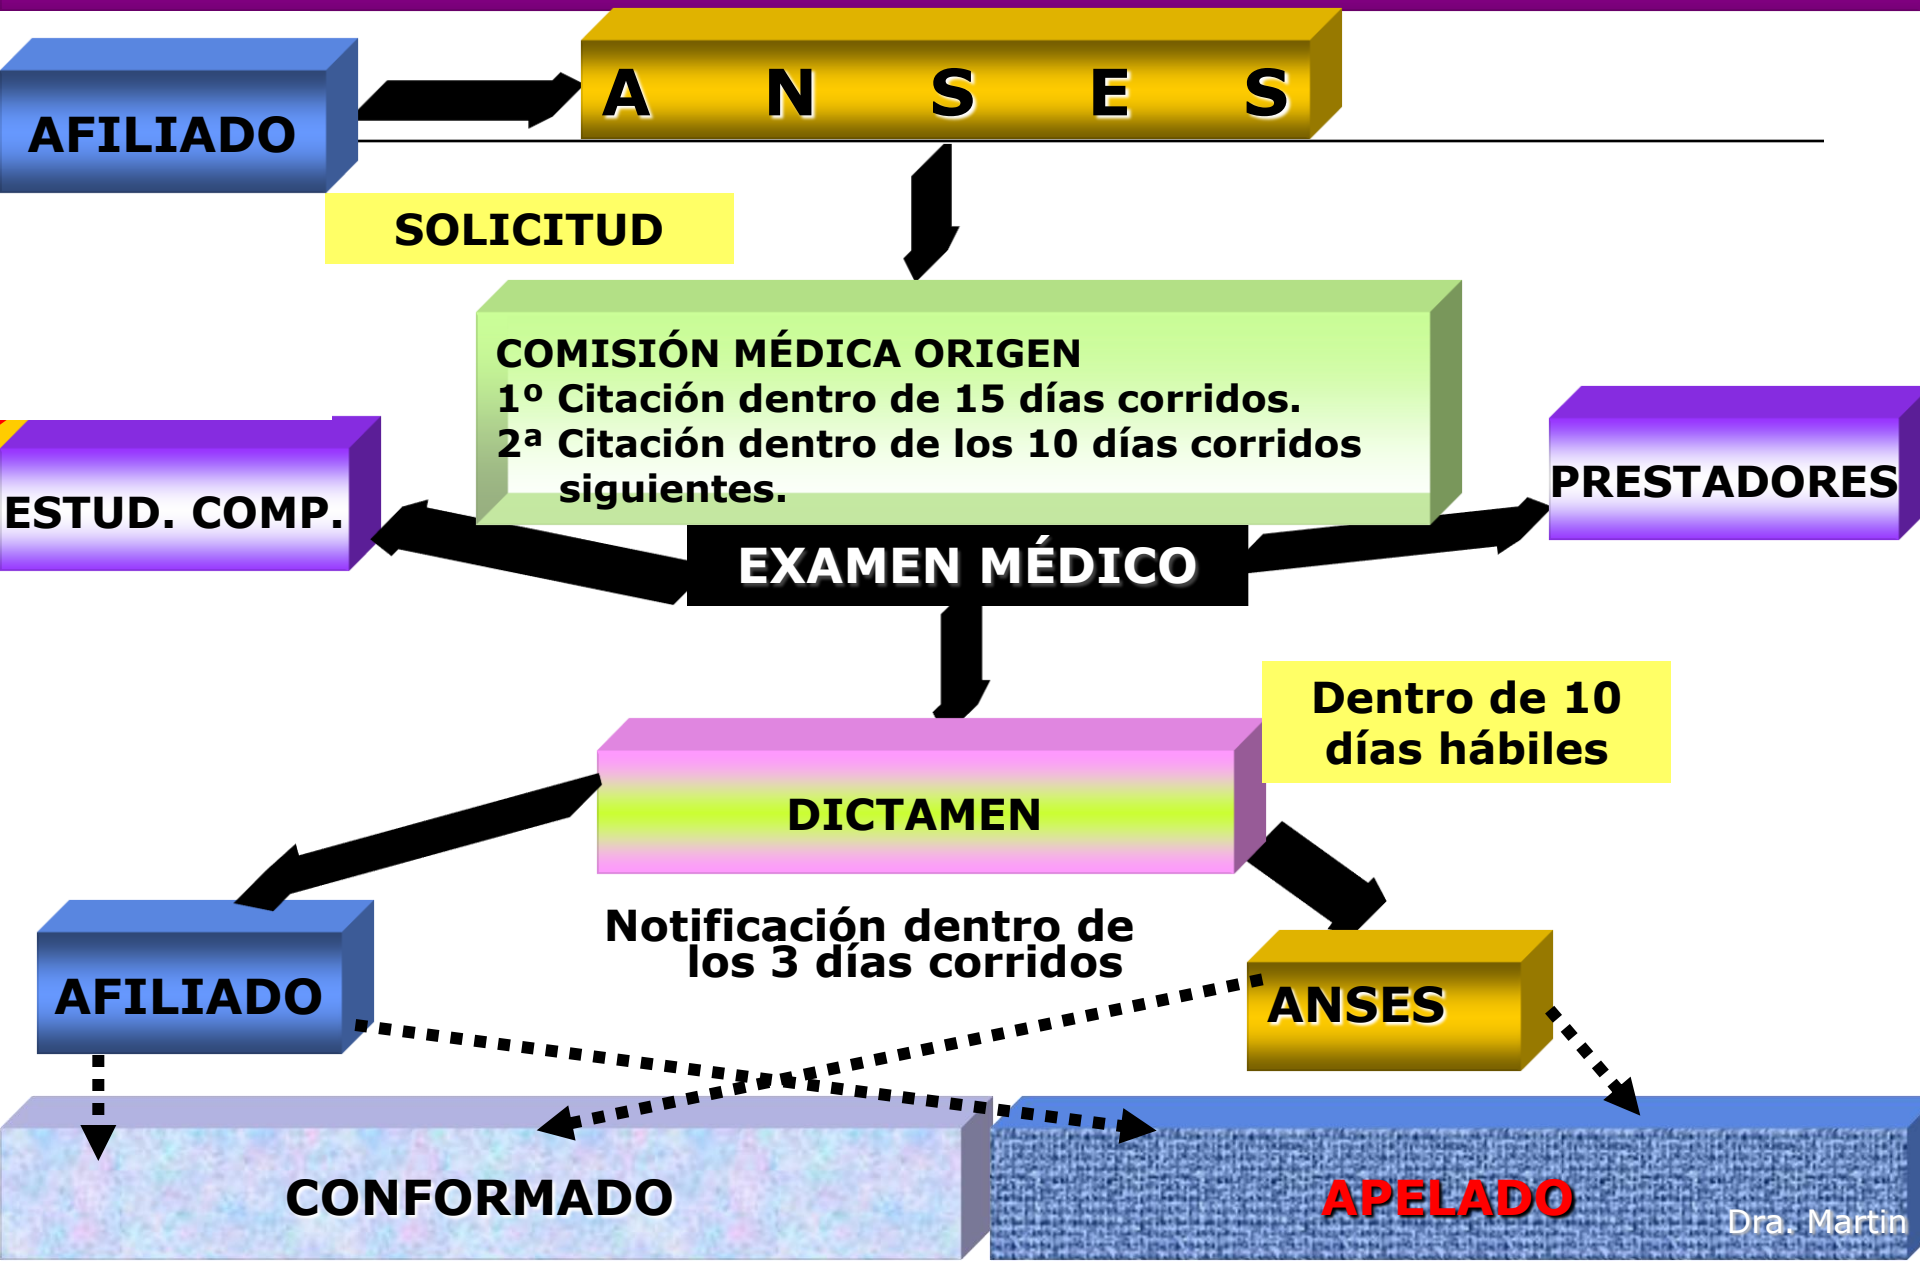 A N S E S
AFILIADO
SOLICITUD
COMISIÓN MÉDICA ORIGEN
1º Citación dentro de 15 días corridos.
2ª Citación dentro de los 10 días corridos
siguientes.
ESTUD. COMP.
PRESTADORES
EXAMEN MÉDICO
Dentro de 10
días hábiles
DICTAMEN
Notificación dentro de
los 3 días corridos
AFILIADO
ANSES
CONFORMADO
APELADO
Dra. Martin